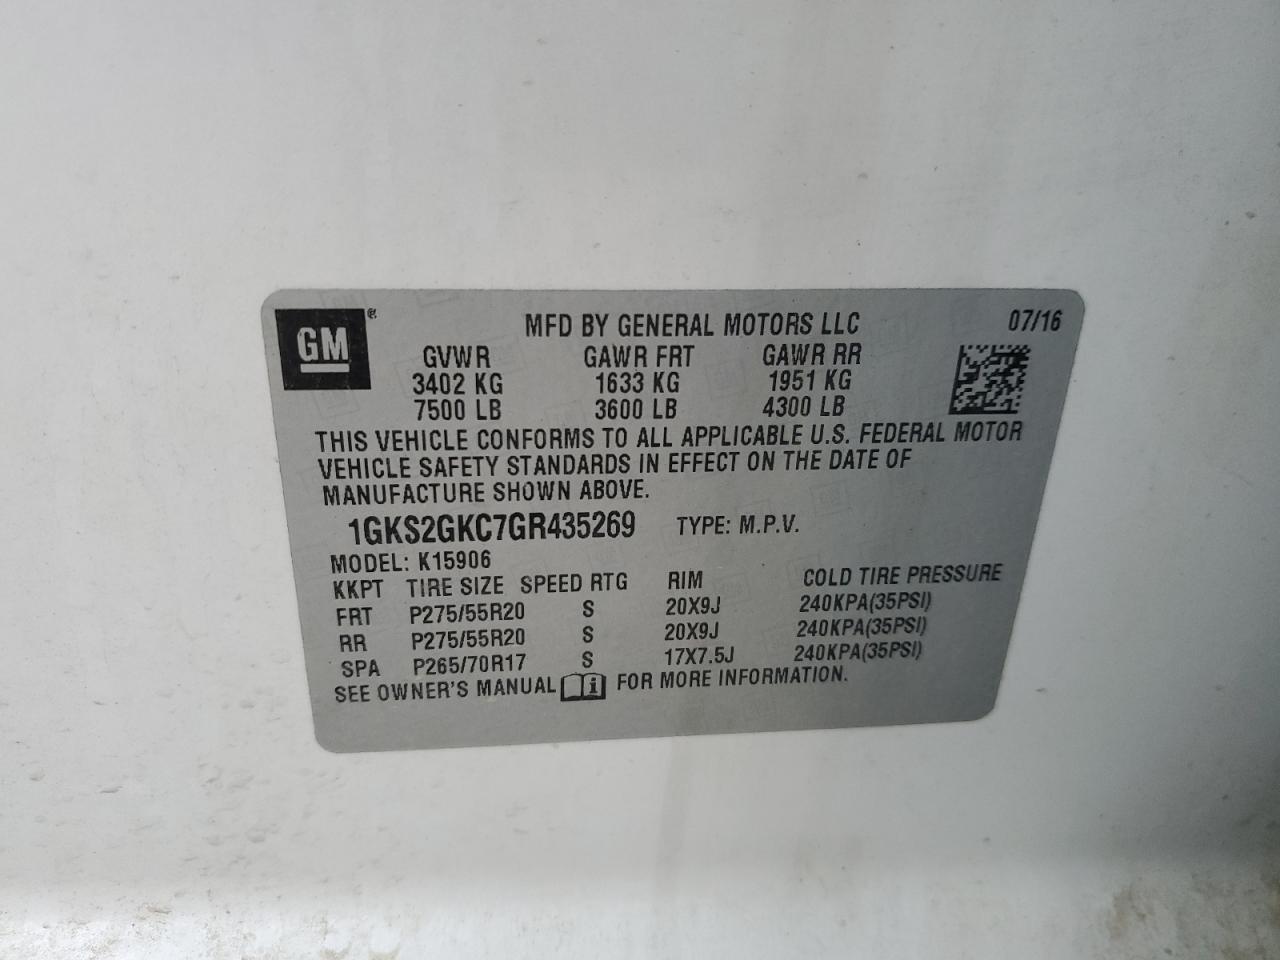 GM ®
MFD BY GENERAL MOTORS LLC 07/16
GVWR GAWR FRT GAWR RR
3402 KG 1633 KG 1951 KG
7500 LB 3600 LB 4300 LB
THIS VEHICLE CONFORMS TO ALL APPLICABLE U.S. FEDERAL MOTOR
VEHICLE SAFETY STANDARDS IN EFFECT ON THE DATE OF
MANUFACTURE SHOWN ABOVE.
1GKS2GKC7GR435269 TYPE: M.P.V.
MODEL: K15906
KKPT TIRE SIZE SPEED RTG RIM COLD TIRE PRESSURE
FRT P275/55R20 S 20X9J 240KPA(35PSI)
RR P275/55R20 S 20X9J 240KPA(35PSI)
SPA P265/70R17 S 17X7.5J 240KPA(35PSI)
SEE OWNER'S MANUAL i FOR MORE INFORMATION.